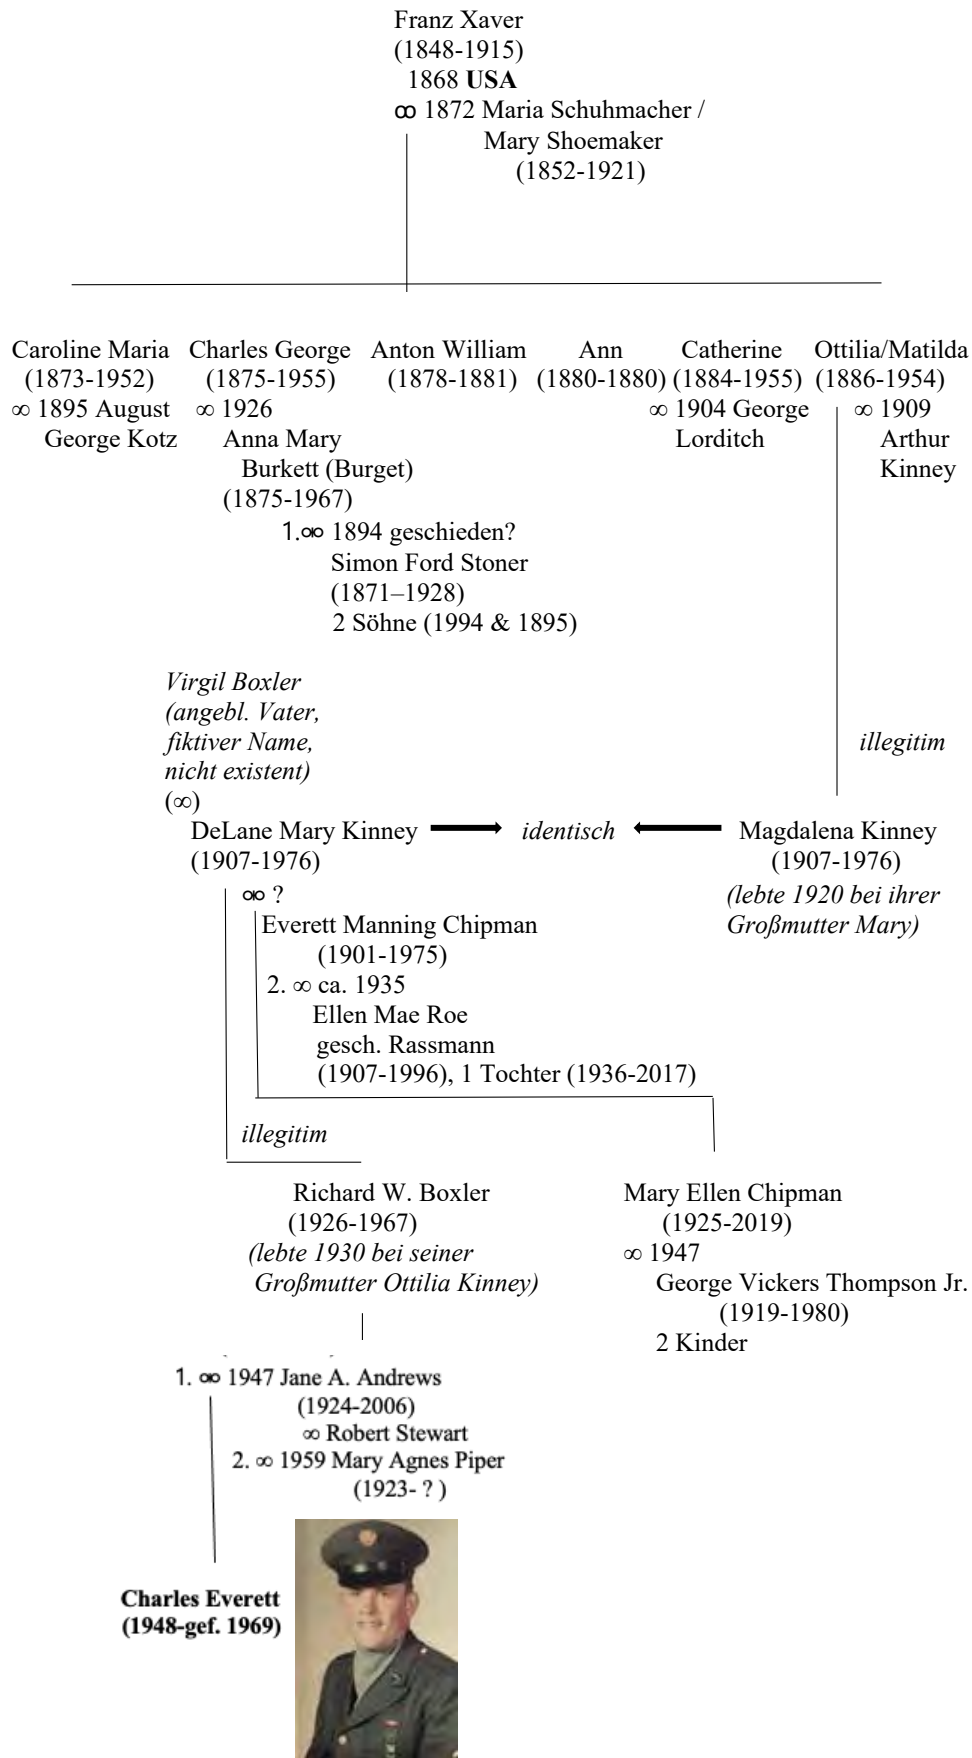 Franz Xaver
(1848-1915)
1868 USA
ꝏ 1872 Maria Schuhmacher /
Mary Shoemaker
(1852-1921)
Caroline Maria
(1873-1952)
∞ 1895 August
George Kotz
Charles George
(1875-1955)
∞ 1926
Anna Mary
Burkett (Burget)
(1875-1967)
1.ꝏ 1894 geschieden?
Simon Ford Stoner
(1871–1928)
2 Söhne (1994 & 1895)
Anton William
(1878-1881)
Ann
(1880-1880)
Catherine
(1884-1955)
∞ 1904 George
Lorditch
Ottilia/Matilda
(1886-1954)
∞ 1909
Arthur
Kinney
Virgil Boxler
(angebl. Vater,
fiktiver Name,
nicht existent)
(∞)
illegitim
DeLane Mary Kinney
(1907-1976)
identisch
Magdalena Kinney
(1907-1976)
(lebte 1920 bei ihrer
Großmutter Mary)
ꝏ ?
Everett Manning Chipman
(1901-1975)
2. ∞ ca. 1935
Ellen Mae Roe
gesch. Rassmann
(1907-1996), 1 Tochter (1936-2017)
illegitim
Richard W. Boxler
(1926-1967)
(lebte 1930 bei seiner
Großmutter Ottilia Kinney)
Mary Ellen Chipman
(1925-2019)
∞ 1947
George Vickers Thompson Jr.
(1919-1980)
2 Kinder
1. ꝏ 1947 Jane A. Andrews
(1924-2006)
∞ Robert Stewart
2. ∞ 1959 Mary Agnes Piper
(1923- ? )
Charles Everett
(1948-gef. 1969)